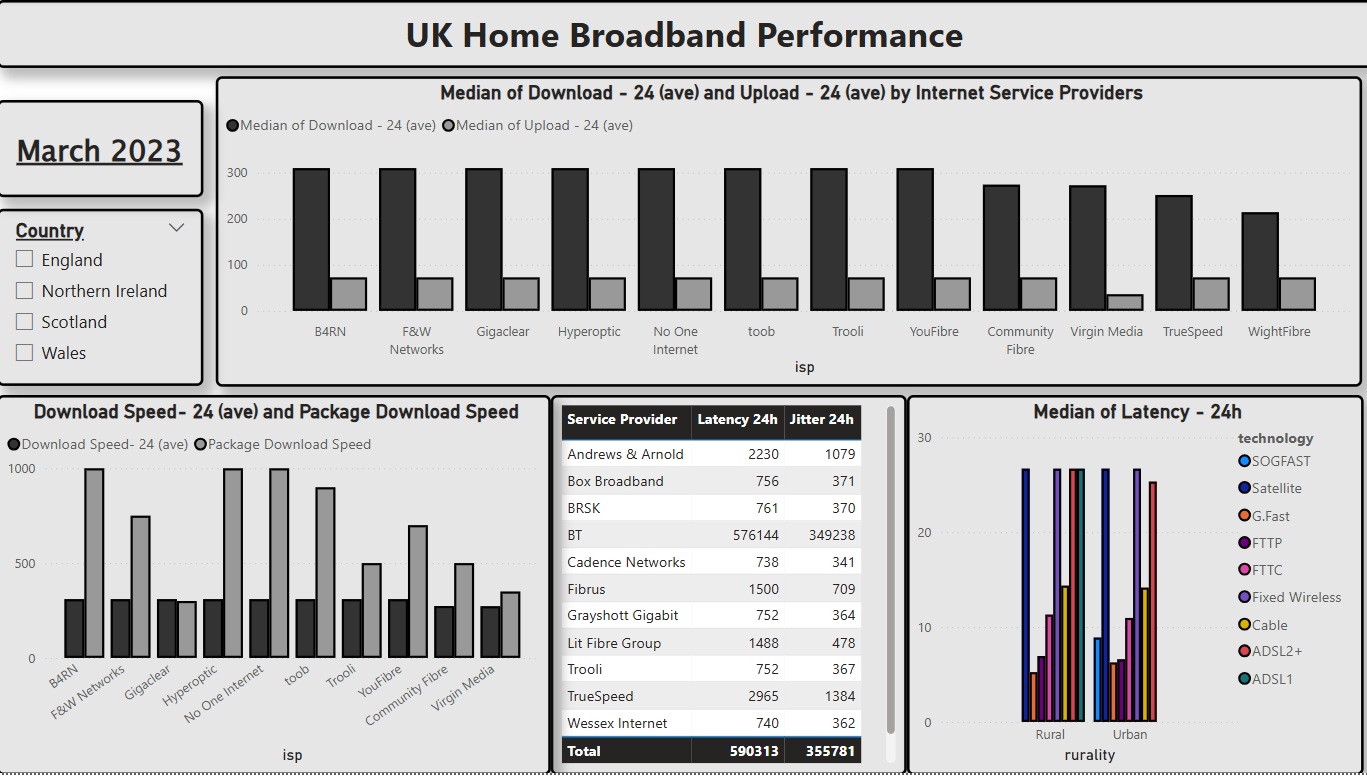 UK Home Broadband Performance
March 2023
Country
England
Northern Ireland
Scotland
Wales
Median of Download - 24 (ave) and Upload - 24 (ave) by Internet Service Providers
Median of Download - 24 (ave) Median of Upload - 24 (ave)
300
200
100
0
B4RN F&W Networks Gigaclear Hyperoptic No One Internet toob Trooli YouFibre Community Fibre Virgin Media TrueSpeed WightFibre
isp
Download Speed- 24 (ave) and Package Download Speed
Download Speed- 24 (ave) Package Download Speed
1000
500
0
B4RN F&W Networks Gigaclear Hyperoptic No One Internet toob Trooli YouFibre Community Fibre Virgin Media
isp
Service Provider Latency 24h Jitter 24h
Andrews & Arnold 2230 1079
Box Broadband 756 371
BRSK 761 370
BT 576144 349238
Cadence Networks 738 341
Fibrus 1500 709
Grayshott Gigabit 752 364
Lit Fibre Group 1488 478
Trooli 752 367
TrueSpeed 2965 1384
Wessex Internet 740 362
Total 590313 355781
Median of Latency - 24h
30
20
10
0
Rural Urban
rurality
technology
SOGFAST
Satellite
G.Fast
FTTP
FTTC
Fixed Wireless
Cable
ADSL2+
ADSL1